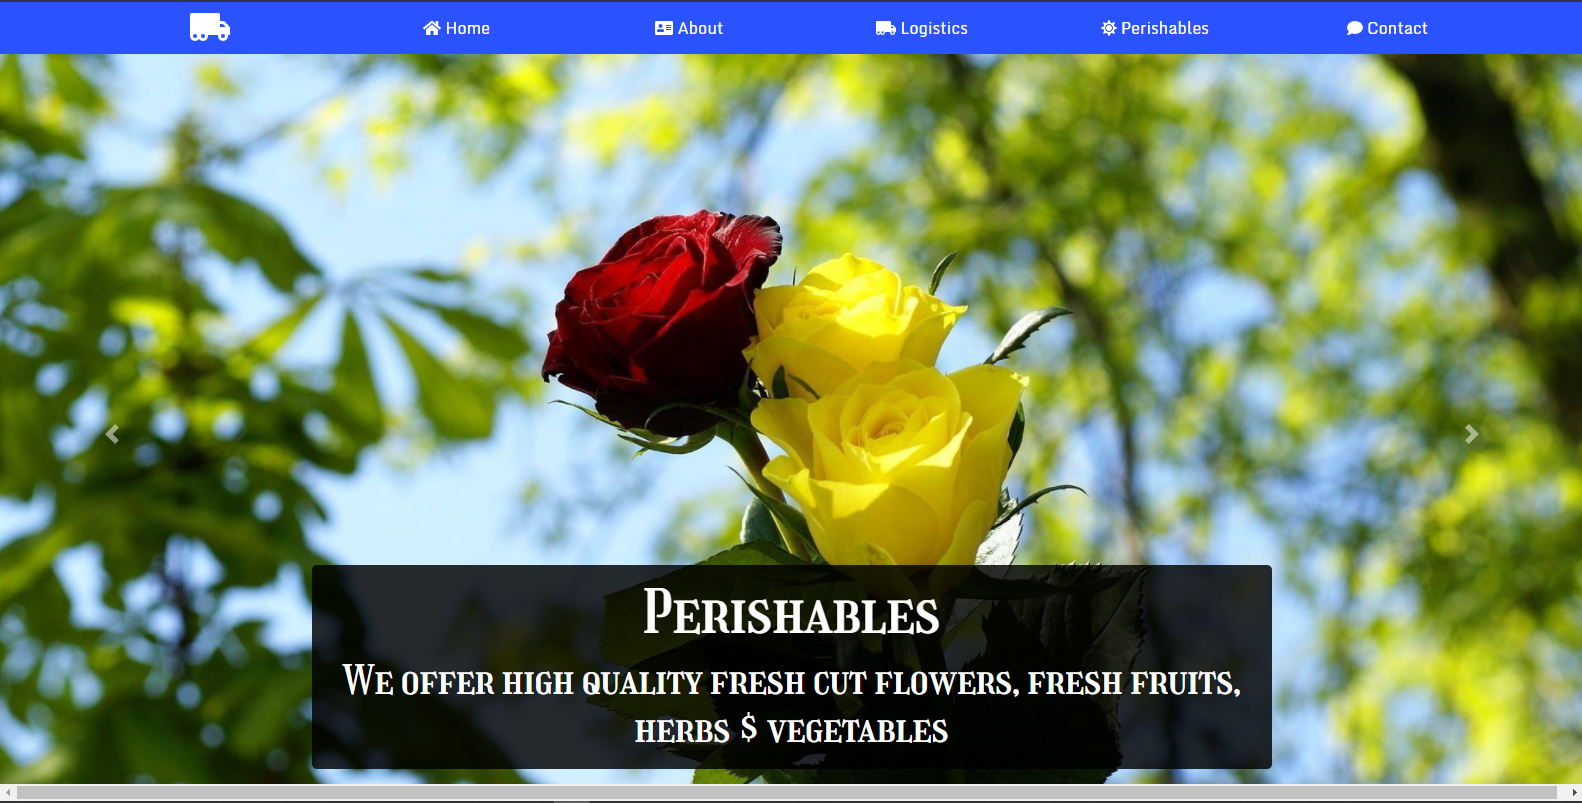 Home About Logistics Perishables Contact
Perishables
We offer high quality fresh cut flowers, fresh fruits,
herbs $ vegetables